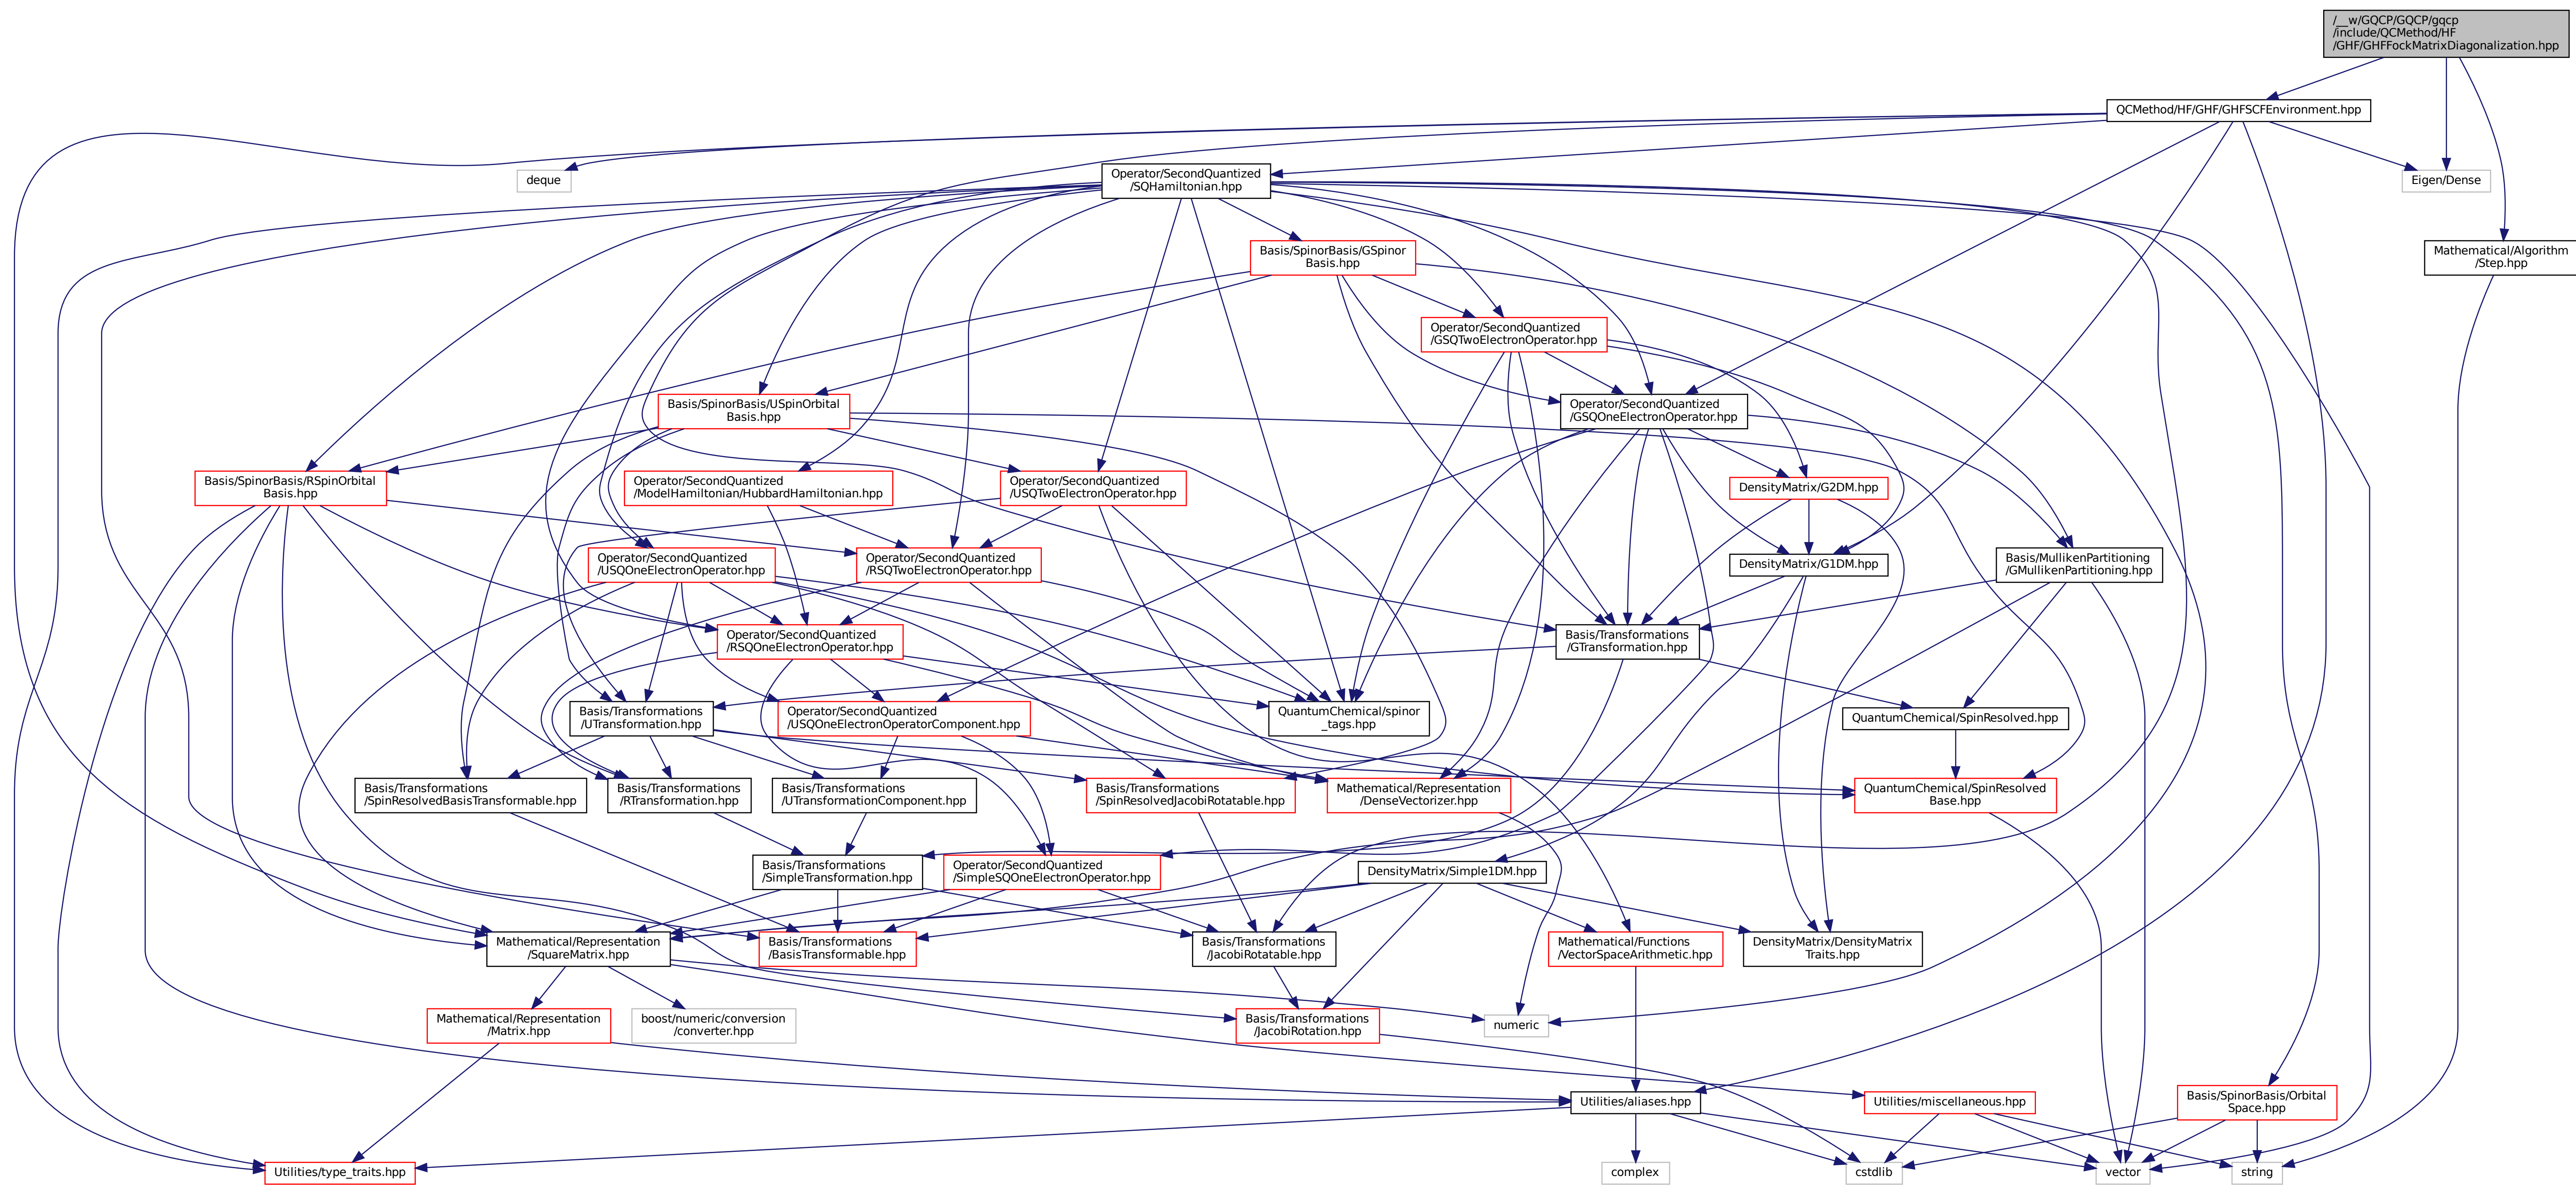 /__w/GQCP/GQCP/gqcp
/include/QCMethod/HF
/GHF/GHFFockMatrixDiagonalization.hpp
QCMethod/HF/GHF/GHFSCFEnvironment.hpp
deque
Operator/SecondQuantized
/SQHamiltonian.hpp
Eigen/Dense
Basis/SpinorBasis/GSpinor
Basis.hpp
Mathematical/Algorithm
/Step.hpp
Operator/SecondQuantized
/GSQTwoElectronOperator.hpp
Basis/SpinorBasis/USpinOrbital
Basis.hpp
Operator/SecondQuantized
/GSQOneElectronOperator.hpp
Basis/SpinorBasis/RSpinOrbital
Basis.hpp
Operator/SecondQuantized
/ModelHamiltonian/HubbardHamiltonian.hpp
Operator/SecondQuantized
/USQTwoElectronOperator.hpp
DensityMatrix/G2DM.hpp
Operator/SecondQuantized
/USQOneElectronOperator.hpp
Operator/SecondQuantized
/RSQTwoElectronOperator.hpp
DensityMatrix/G1DM.hpp
Basis/MullikenPartitioning
/GMullikenPartitioning.hpp
Operator/SecondQuantized
/RSQOneElectronOperator.hpp
Basis/Transformations
/GTransformation.hpp
Basis/Transformations
/UTransformation.hpp
Operator/SecondQuantized
/USQOneElectronOperatorComponent.hpp
QuantumChemical/spinor
_tags.hpp
QuantumChemical/SpinResolved.hpp
Basis/Transformations
/SpinResolvedBasisTransformable.hpp
Basis/Transformations
/RTransformation.hpp
Basis/Transformations
/UTransformationComponent.hpp
Basis/Transformations
/SpinResolvedJacobiRotatable.hpp
Mathematical/Representation
/DenseVectorizer.hpp
QuantumChemical/SpinResolved
Base.hpp
Basis/Transformations
/SimpleTransformation.hpp
Operator/SecondQuantized
/SimpleSQOneElectronOperator.hpp
DensityMatrix/Simple1DM.hpp
Mathematical/Representation
/SquareMatrix.hpp
Basis/Transformations
/BasisTransformable.hpp
Basis/Transformations
/JacobiRotatable.hpp
Mathematical/Functions
/VectorSpaceArithmetic.hpp
DensityMatrix/DensityMatrix
Traits.hpp
Mathematical/Representation
/Matrix.hpp
boost/numeric/conversion
/converter.hpp
Basis/Transformations
/JacobiRotation.hpp
numeric
Utilities/aliases.hpp
Utilities/miscellaneous.hpp
Basis/SpinorBasis/Orbital
Space.hpp
Utilities/type_traits.hpp
complex
cstdlib
vector
string